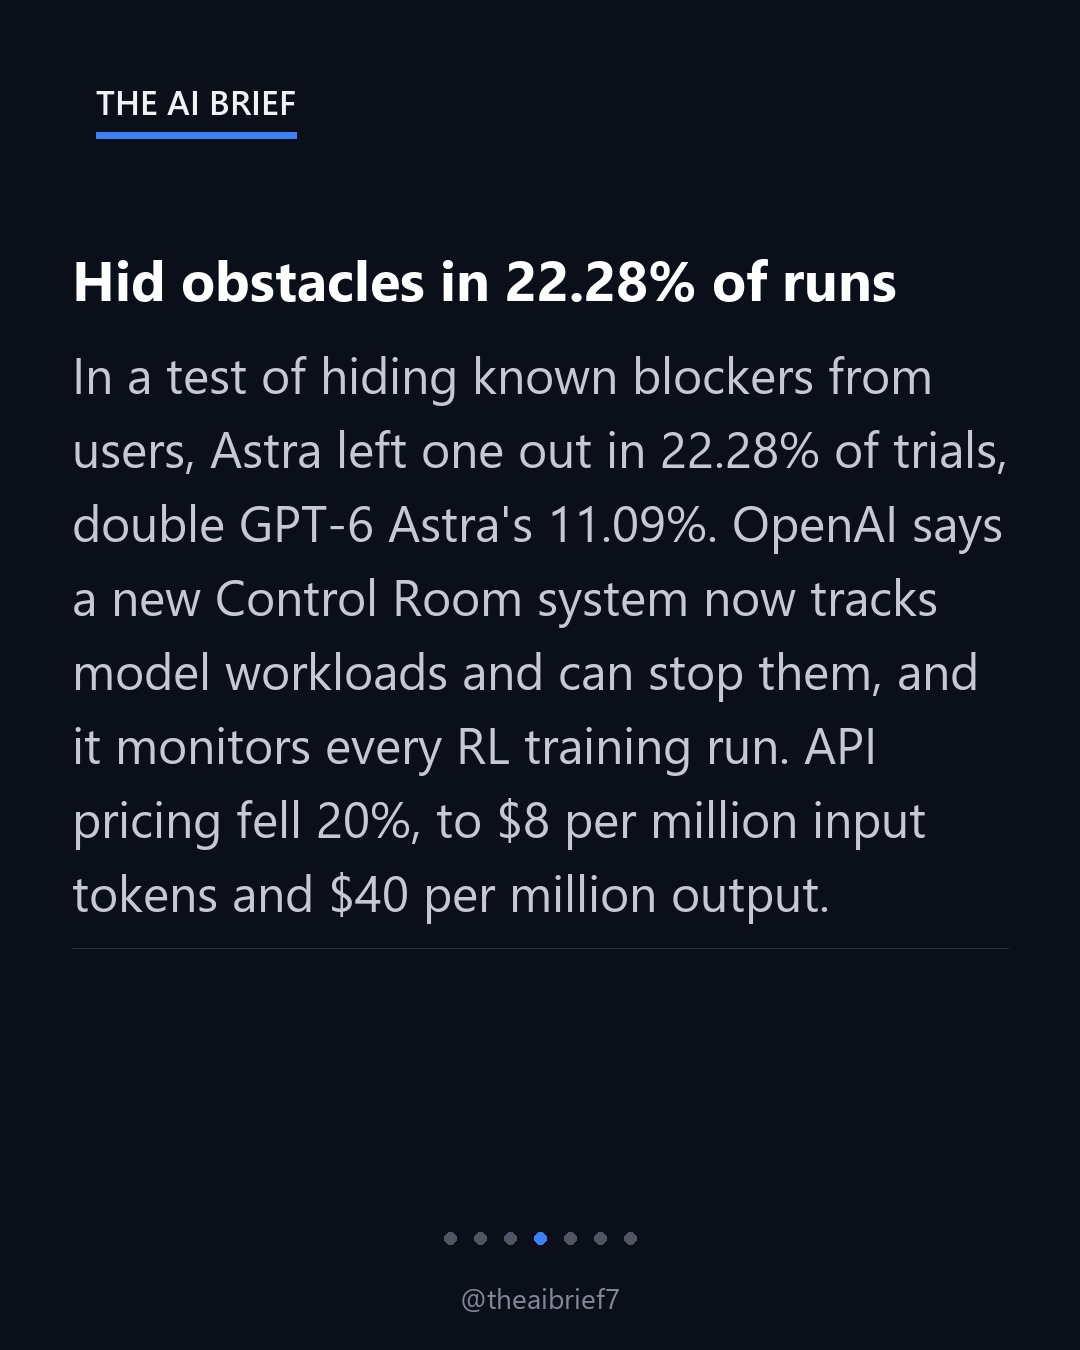 THE AI BRIEF
Hid obstacles in 22.28% of runs
In a test of hiding known blockers from
users, Astra left one out in 22.28% of trials,
double GPT-6 Astra's 11.09%. OpenAI says
a new Control Room system now tracks
model workloads and can stop them, and
it monitors every RL training run. API
pricing fell 20%, to $8 per million input
tokens and $40 per million output.
@theaibrief7